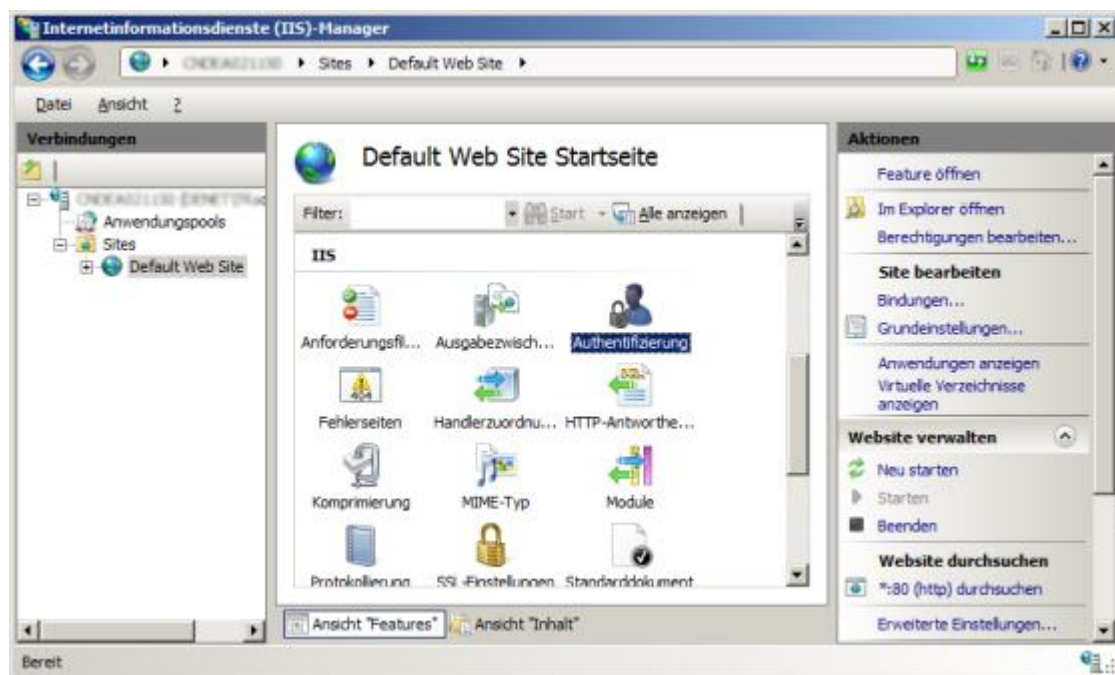 Internetinformationsdienste (IIS)-Manager
Sites Default Web Site
Datei Ansicht ?
Verbindungen
Anwendungspools
Sites
Default Web Site
Default Web Site Startseite
Filter: Start Alle anzeigen
IIS
Anforderungsfil... Ausgabezwisch... Authentifizierung
Fehlerseiten Handlerzuordnu... HTTP-Antworthe...
Komprimierung MIME-Typ Module
Protokollierung SSL-Einstellungen Standarddokument
Ansicht "Features" Ansicht "Inhalt"
Aktionen
Feature öffnen
Im Explorer öffnen
Berechtigungen bearbeiten...
Site bearbeiten
Bindungen...
Grundeinstellungen...
Anwendungen anzeigen
Virtuelle Verzeichnisse
anzeigen
Website verwalten
Neu starten
Starten
Beenden
Website durchsuchen
*:80 (http) durchsuchen
Erweiterte Einstellungen...
Bereit